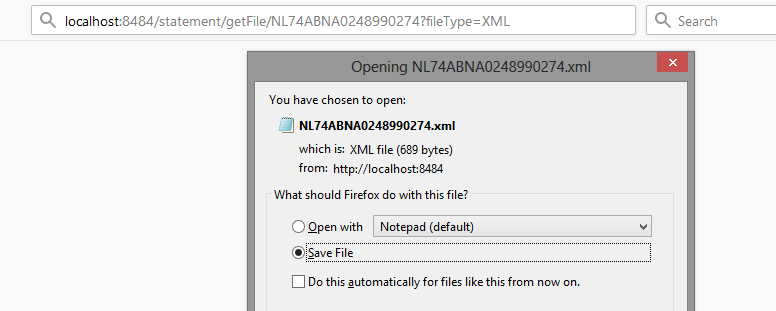 localhost:8484/statement/getFile/NL74ABNA0248990274?fileType=XML
Search
Opening NL74ABNA0248990274.xml
You have chosen to open:
NL74ABNA0248990274.xml
which is: XML file (689 bytes)
from: http://localhost:8484
What should Firefox do with this file?
Open with Notepad (default)
Save File
Do this automatically for files like this from now on.